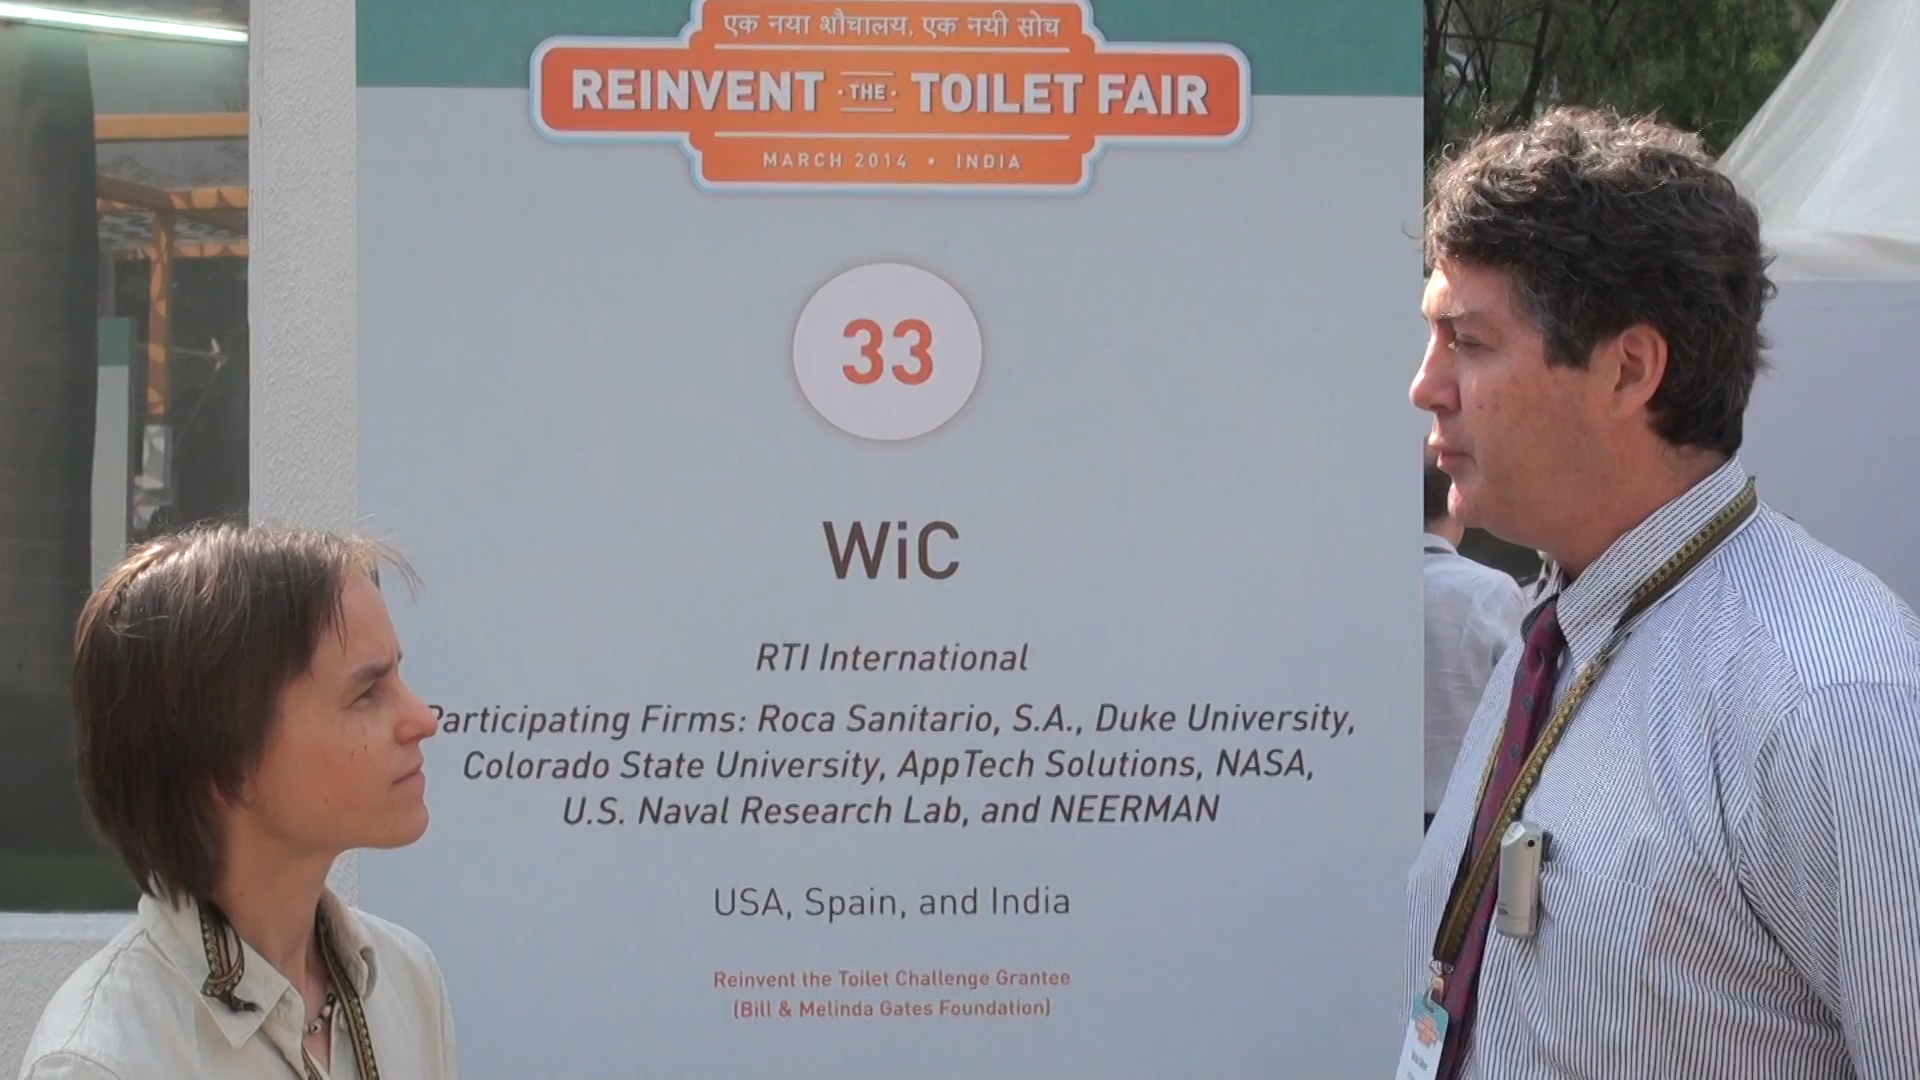 एक नया शौचालय, एक नयी सोच
REINVENT · THE · TOILET FAIR
MARCH 2014 • INDIA
33
WiC
RTI International
Participating Firms: Roca Sanitario, S.A., Duke University,
Colorado State University, AppTech Solutions, NASA,
U.S. Naval Research Lab, and NEERMAN
USA, Spain, and India
Reinvent the Toilet Challenge Grantee
(Bill & Melinda Gates Foundation)